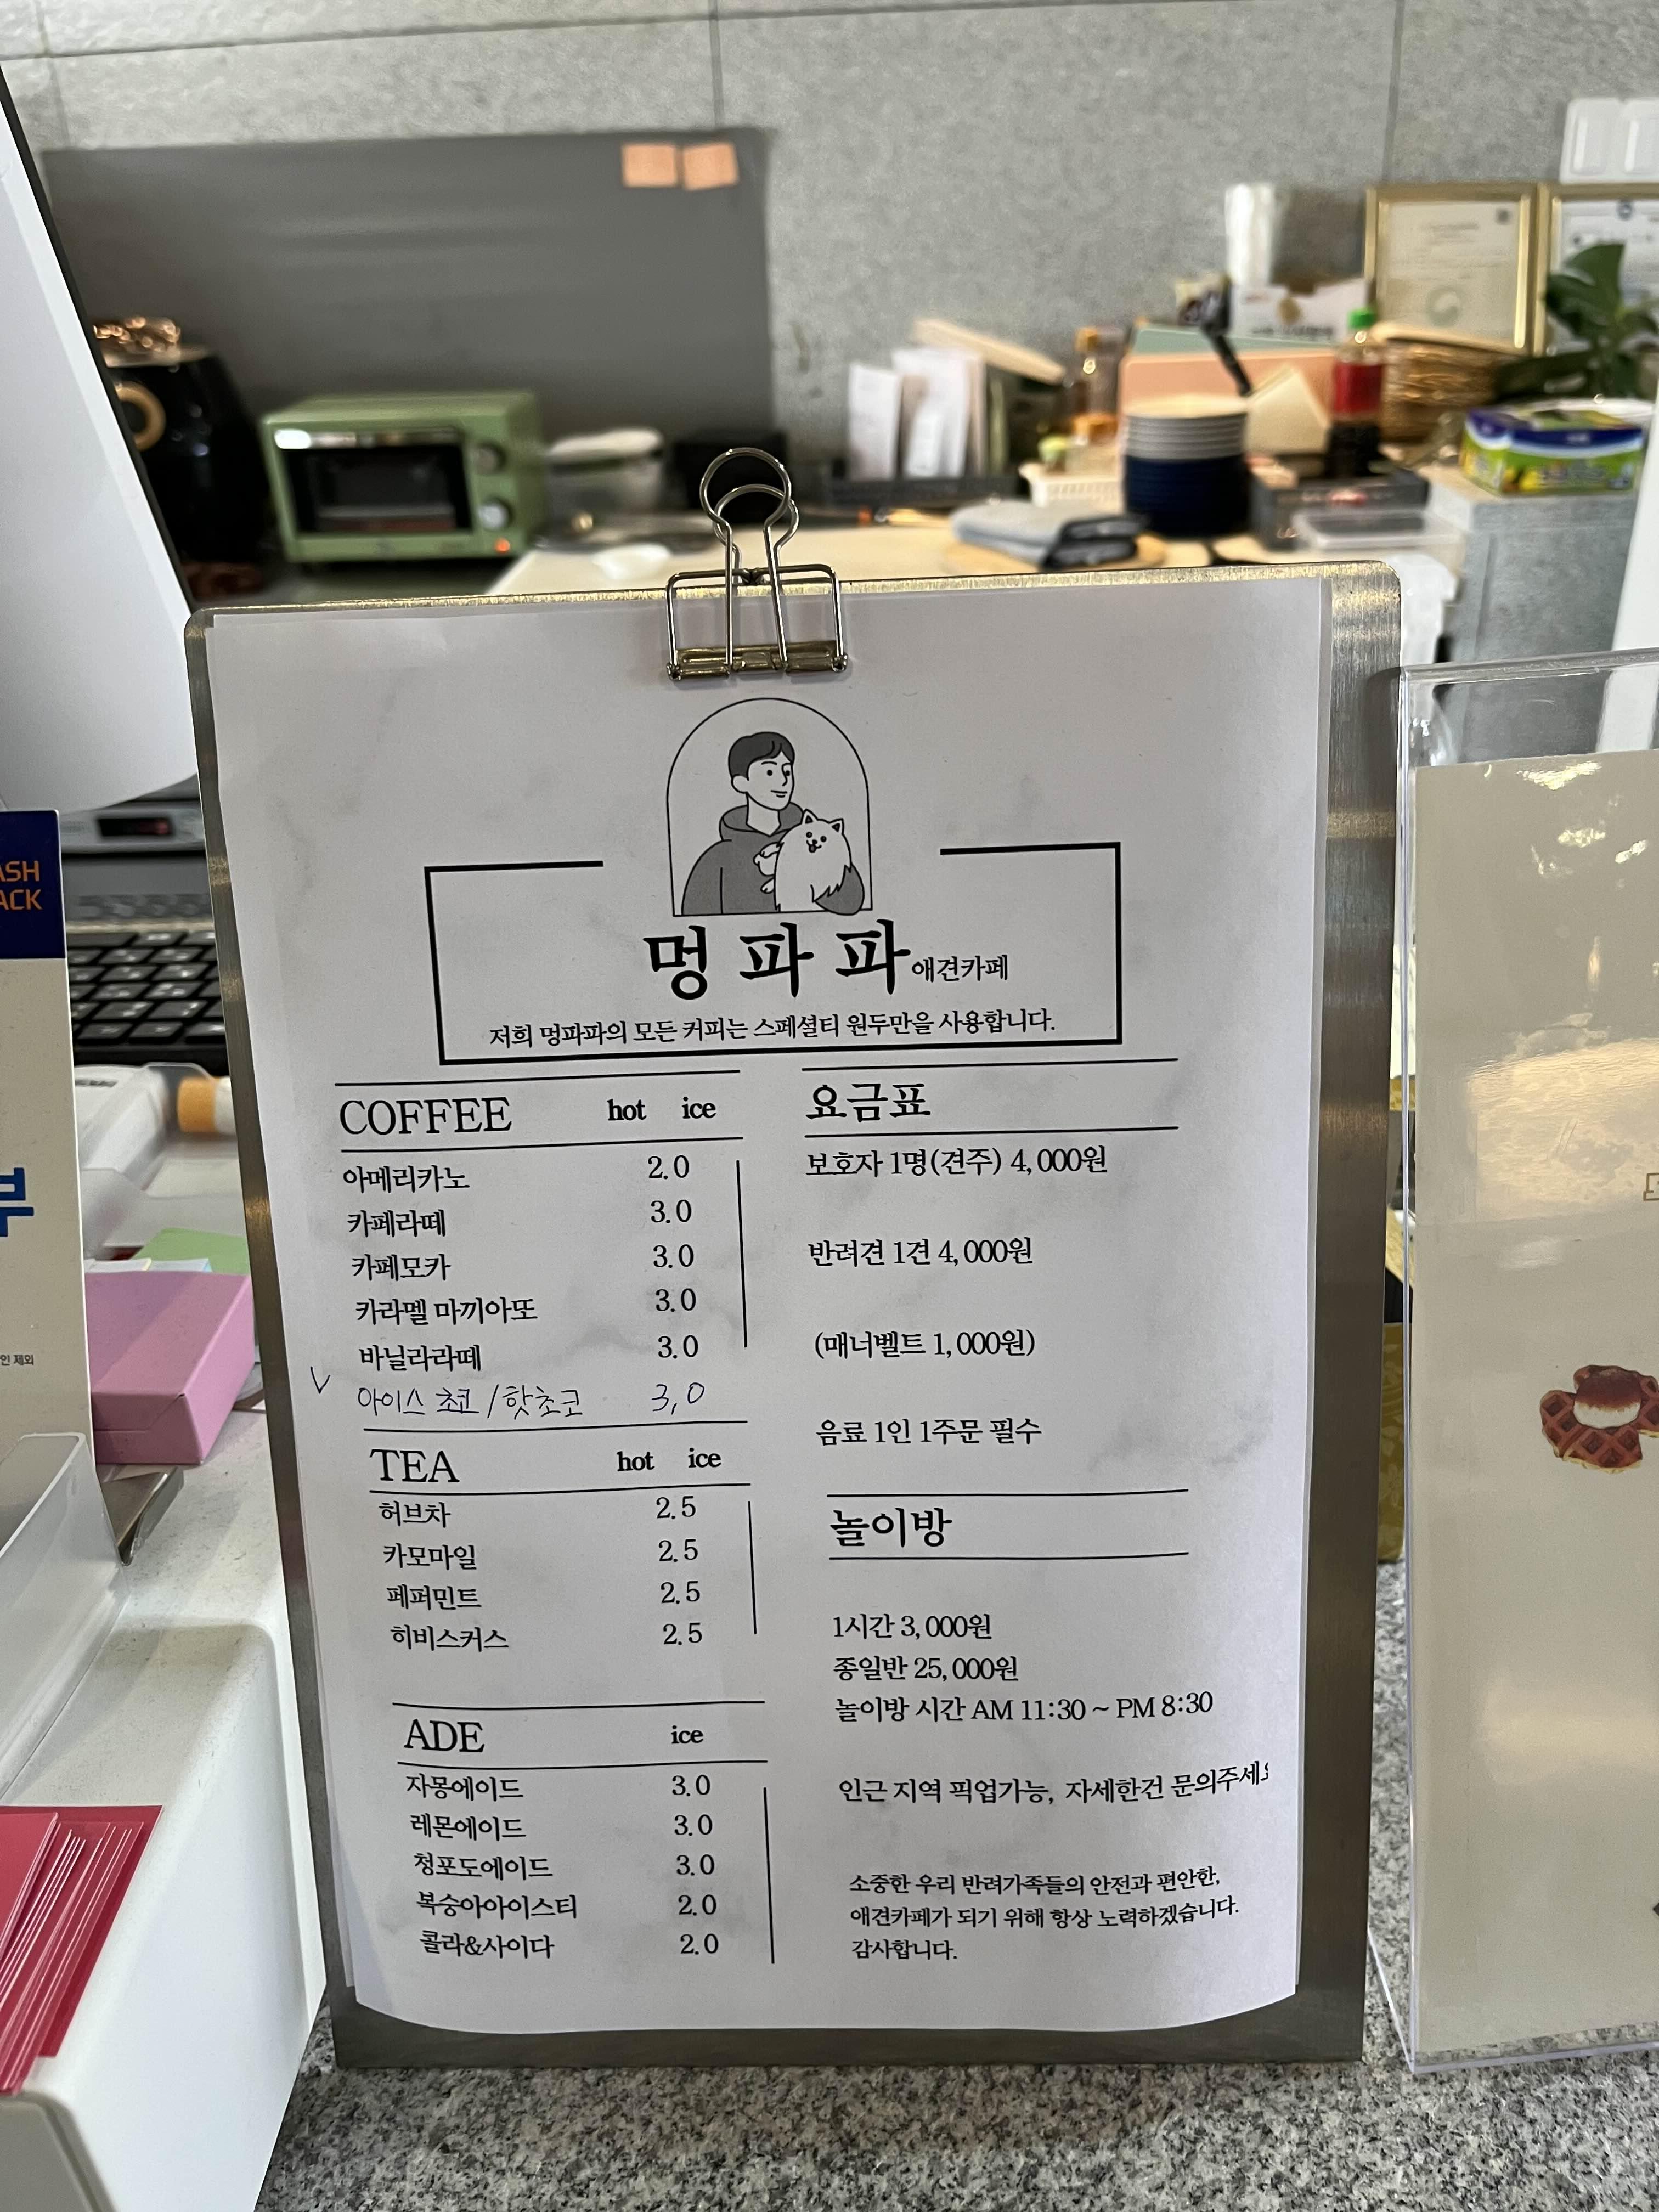 멍 파 파 애견카페
저희 멍파파의 모든 커피는 스페셜티 원두만을 사용합니다.
COFFEE hot ice
아메리카노 2.0
카페라떼 3.0
카페모카 3.0
카라멜 마끼아또 3.0
바닐라라떼 3.0
아이스 초코 / 핫초코 3,0
TEA hot ice
허브차 2.5
카모마일 2.5
페퍼민트 2.5
히비스커스 2.5
ADE ice
자몽에이드 3.0
레몬에이드 3.0
청포도에이드 3.0
복숭아아이스티 2.0
콜라&사이다 2.0
요금표
보호자 1명(견주) 4,000원
반려견 1견 4,000원
(매너벨트 1,000원)
음료 1인 1주문 필수
놀이방
1시간 3,000원
종일반 25,000원
놀이방 시간 AM 11:30 ~ PM 8:30
인근 지역 픽업가능, 자세한건 문의주세요
소중한 우리 반려가족들의 안전과 편안한,
애견카페가 되기 위해 항상 노력하겠습니다.
감사합니다.
ASH
ACK
부
인 제외